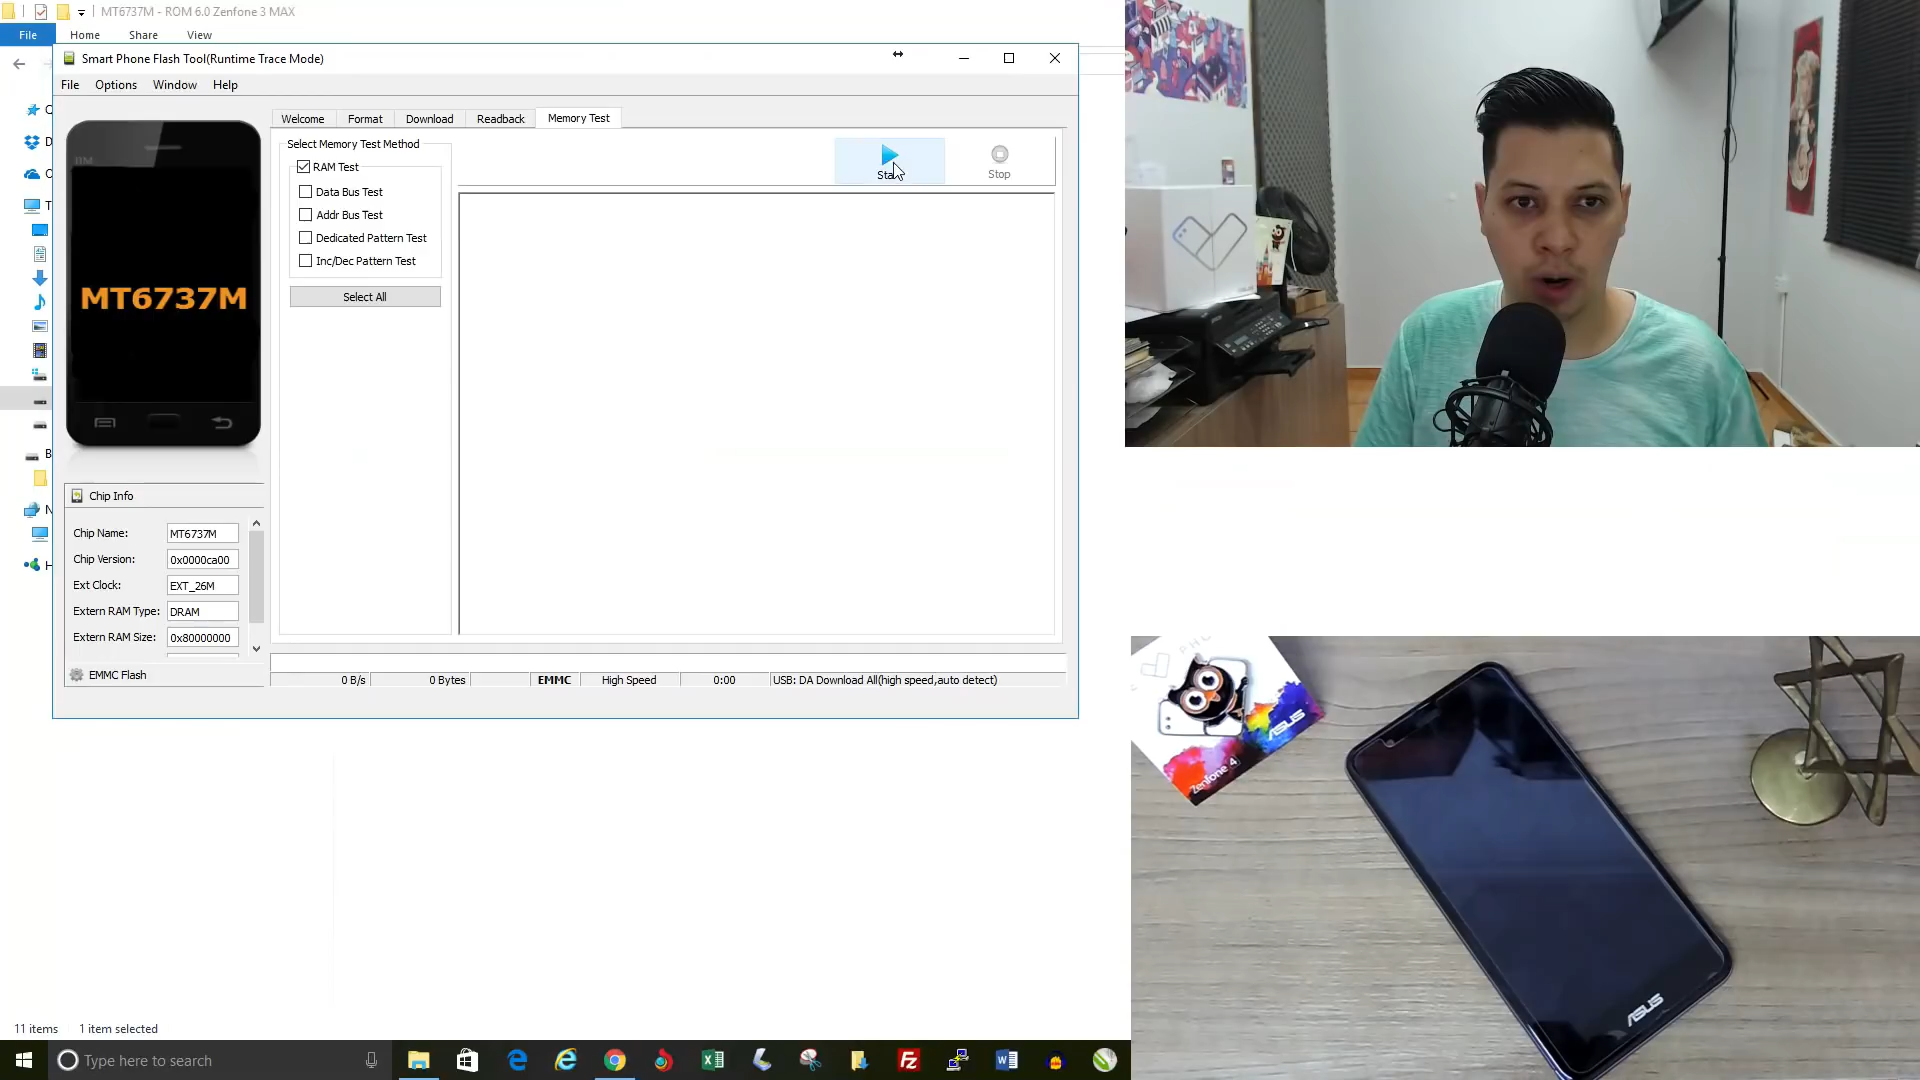 MT6737M - ROM 6.0 Zenfone 3 MAX
File Home Share View
Smart Phone Flash Tool(Runtime Trace Mode)
File Options Window Help
Welcome Format Download Readback Memory Test
Select Memory Test Method
RAM Test
Data Bus Test
Addr Bus Test
Dedicated Pattern Test
Inc/Dec Pattern Test
Select All
Stop
MT6737M
Chip Info
Chip Name: MT6737M
Chip Version: 0x0000ca00
Ext Clock: EXT_26M
Extern RAM Type: DRAM
Extern RAM Size: 0x80000000
EMMC Flash
0 B/s 0 Bytes EMMC High Speed 0:00 USB: DA Download All(high speed,auto detect)
11 items 1 item selected
Type here to search
ASUS
Zenfone 4
ASUS